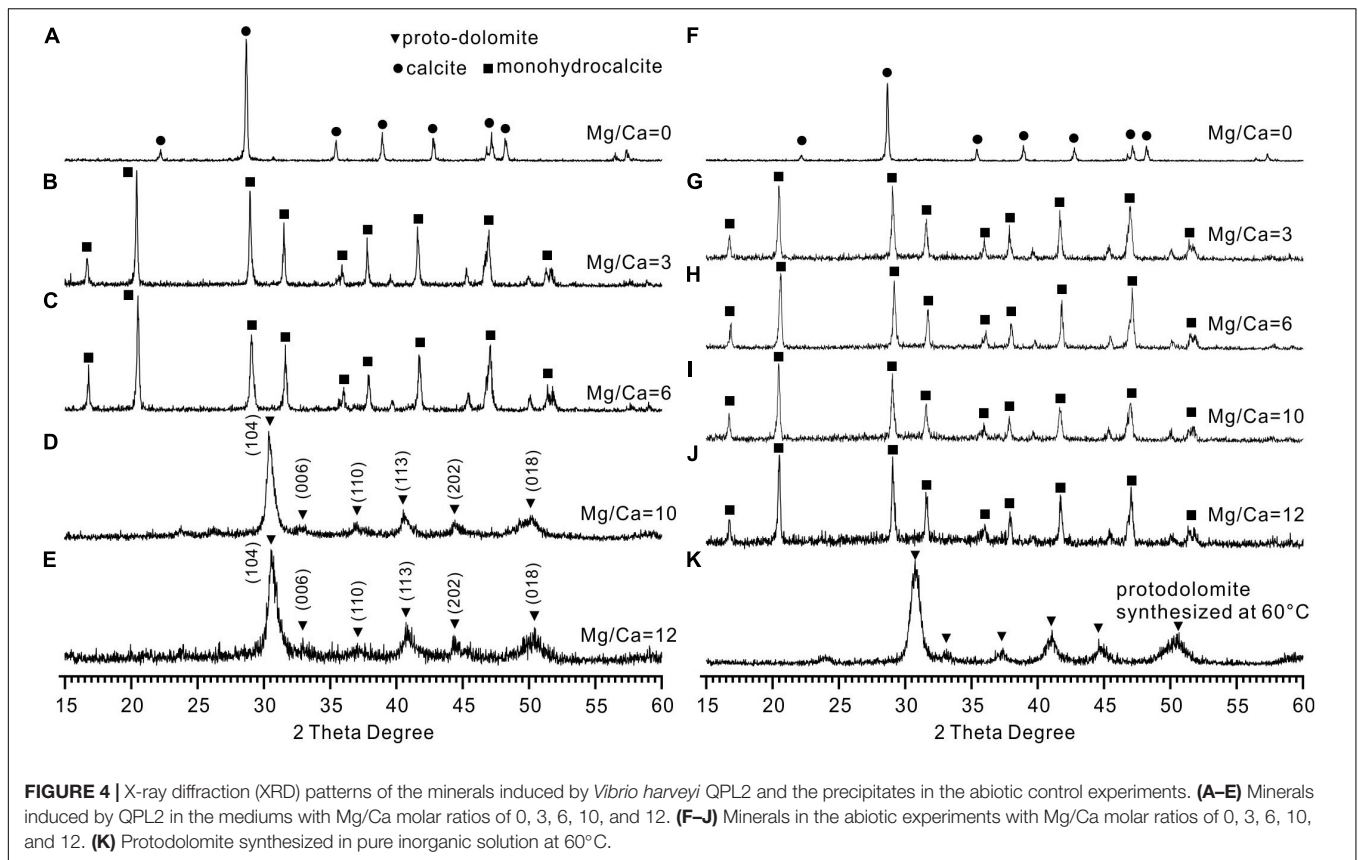 A
▼proto-dolomite
●calcite ■monohydrocalcite
Mg/Ca=0
B
Mg/Ca=3
C
Mg/Ca=6
D
(104)
(006)
(110)
(113)
(202)
(018)
Mg/Ca=10
E
(104)
(006)
(110)
(113)
(202)
(018)
Mg/Ca=12
15 20 25 30 35 40 45 50 55 60
2 Theta Degree
F
Mg/Ca=0
G
Mg/Ca=3
H
Mg/Ca=6
I
Mg/Ca=10
J
Mg/Ca=12
K
protodolomite
synthesized at 60°C
15 20 25 30 35 40 45 50 55 60
2 Theta Degree
FIGURE 4 | X-ray diffraction (XRD) patterns of the minerals induced by Vibrio harveyi QPL2 and the precipitates in the abiotic control experiments. (A–E) Minerals
induced by QPL2 in the mediums with Mg/Ca molar ratios of 0, 3, 6, 10, and 12. (F–J) Minerals in the abiotic experiments with Mg/Ca molar ratios of 0, 3, 6, 10,
and 12. (K) Protodolomite synthesized in pure inorganic solution at 60°C.